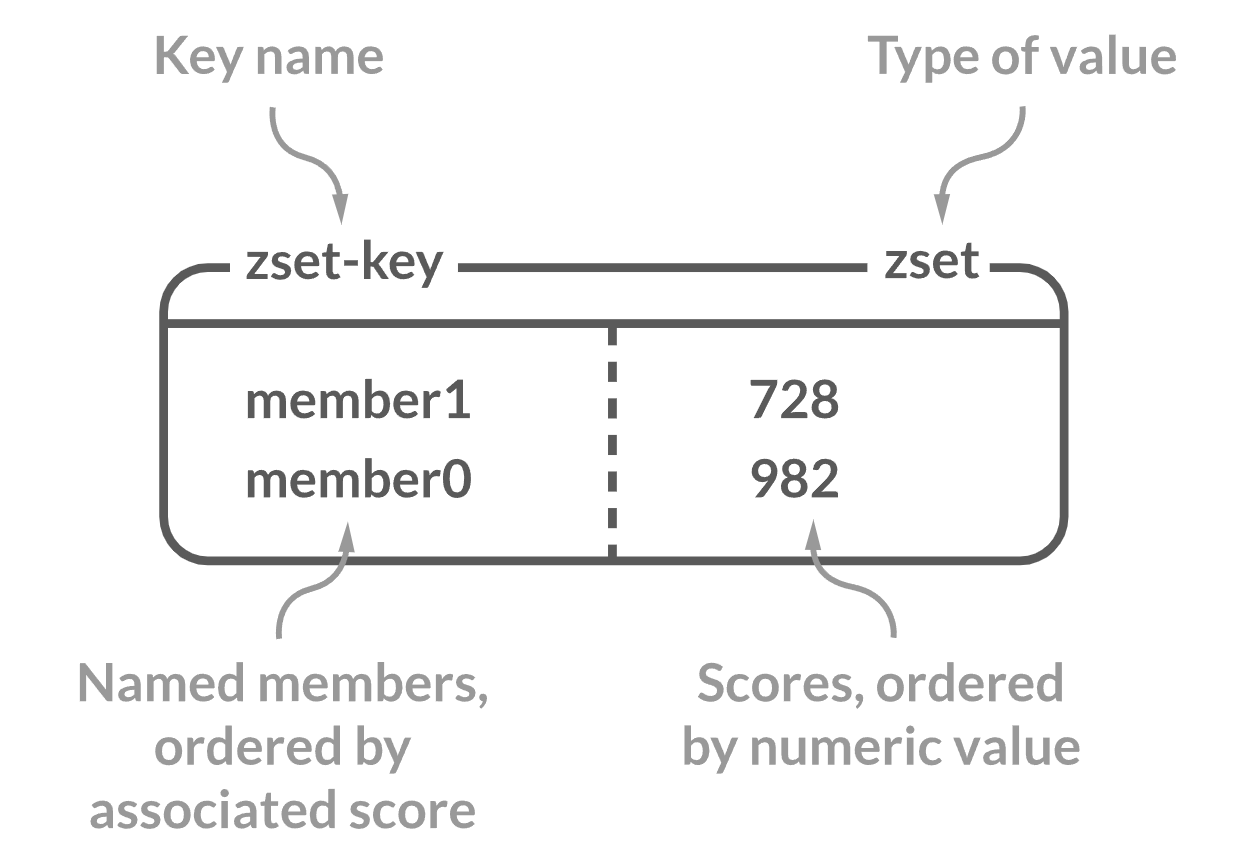 Key name
Type of value
zset-key
zset
member1
728
member0
982
Named members,
ordered by
associated score
Scores, ordered
by numeric value